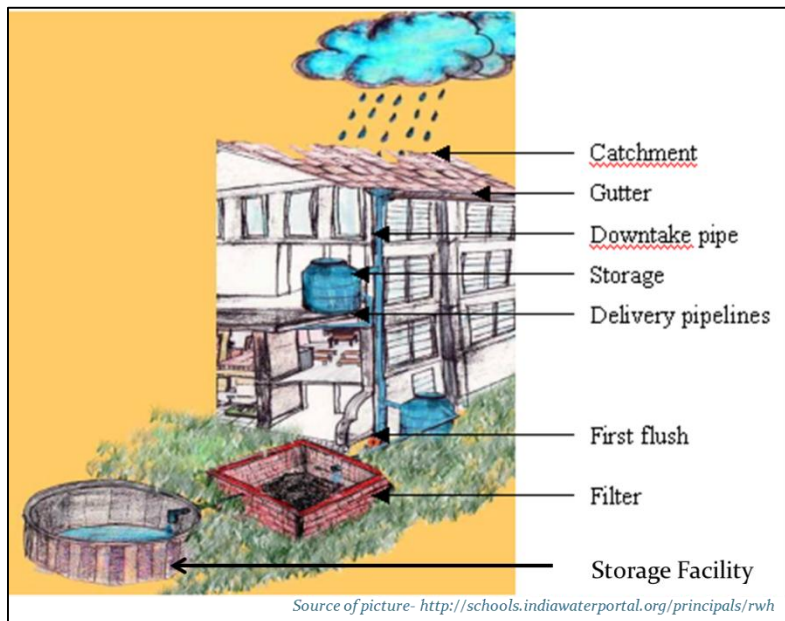 Catchment
Gutter
Downtake pipe
Storage
Delivery pipelines
First flush
Filter
Storage Facility
Source of picture- http://schools.indiawaterportal.org/principals/rwh